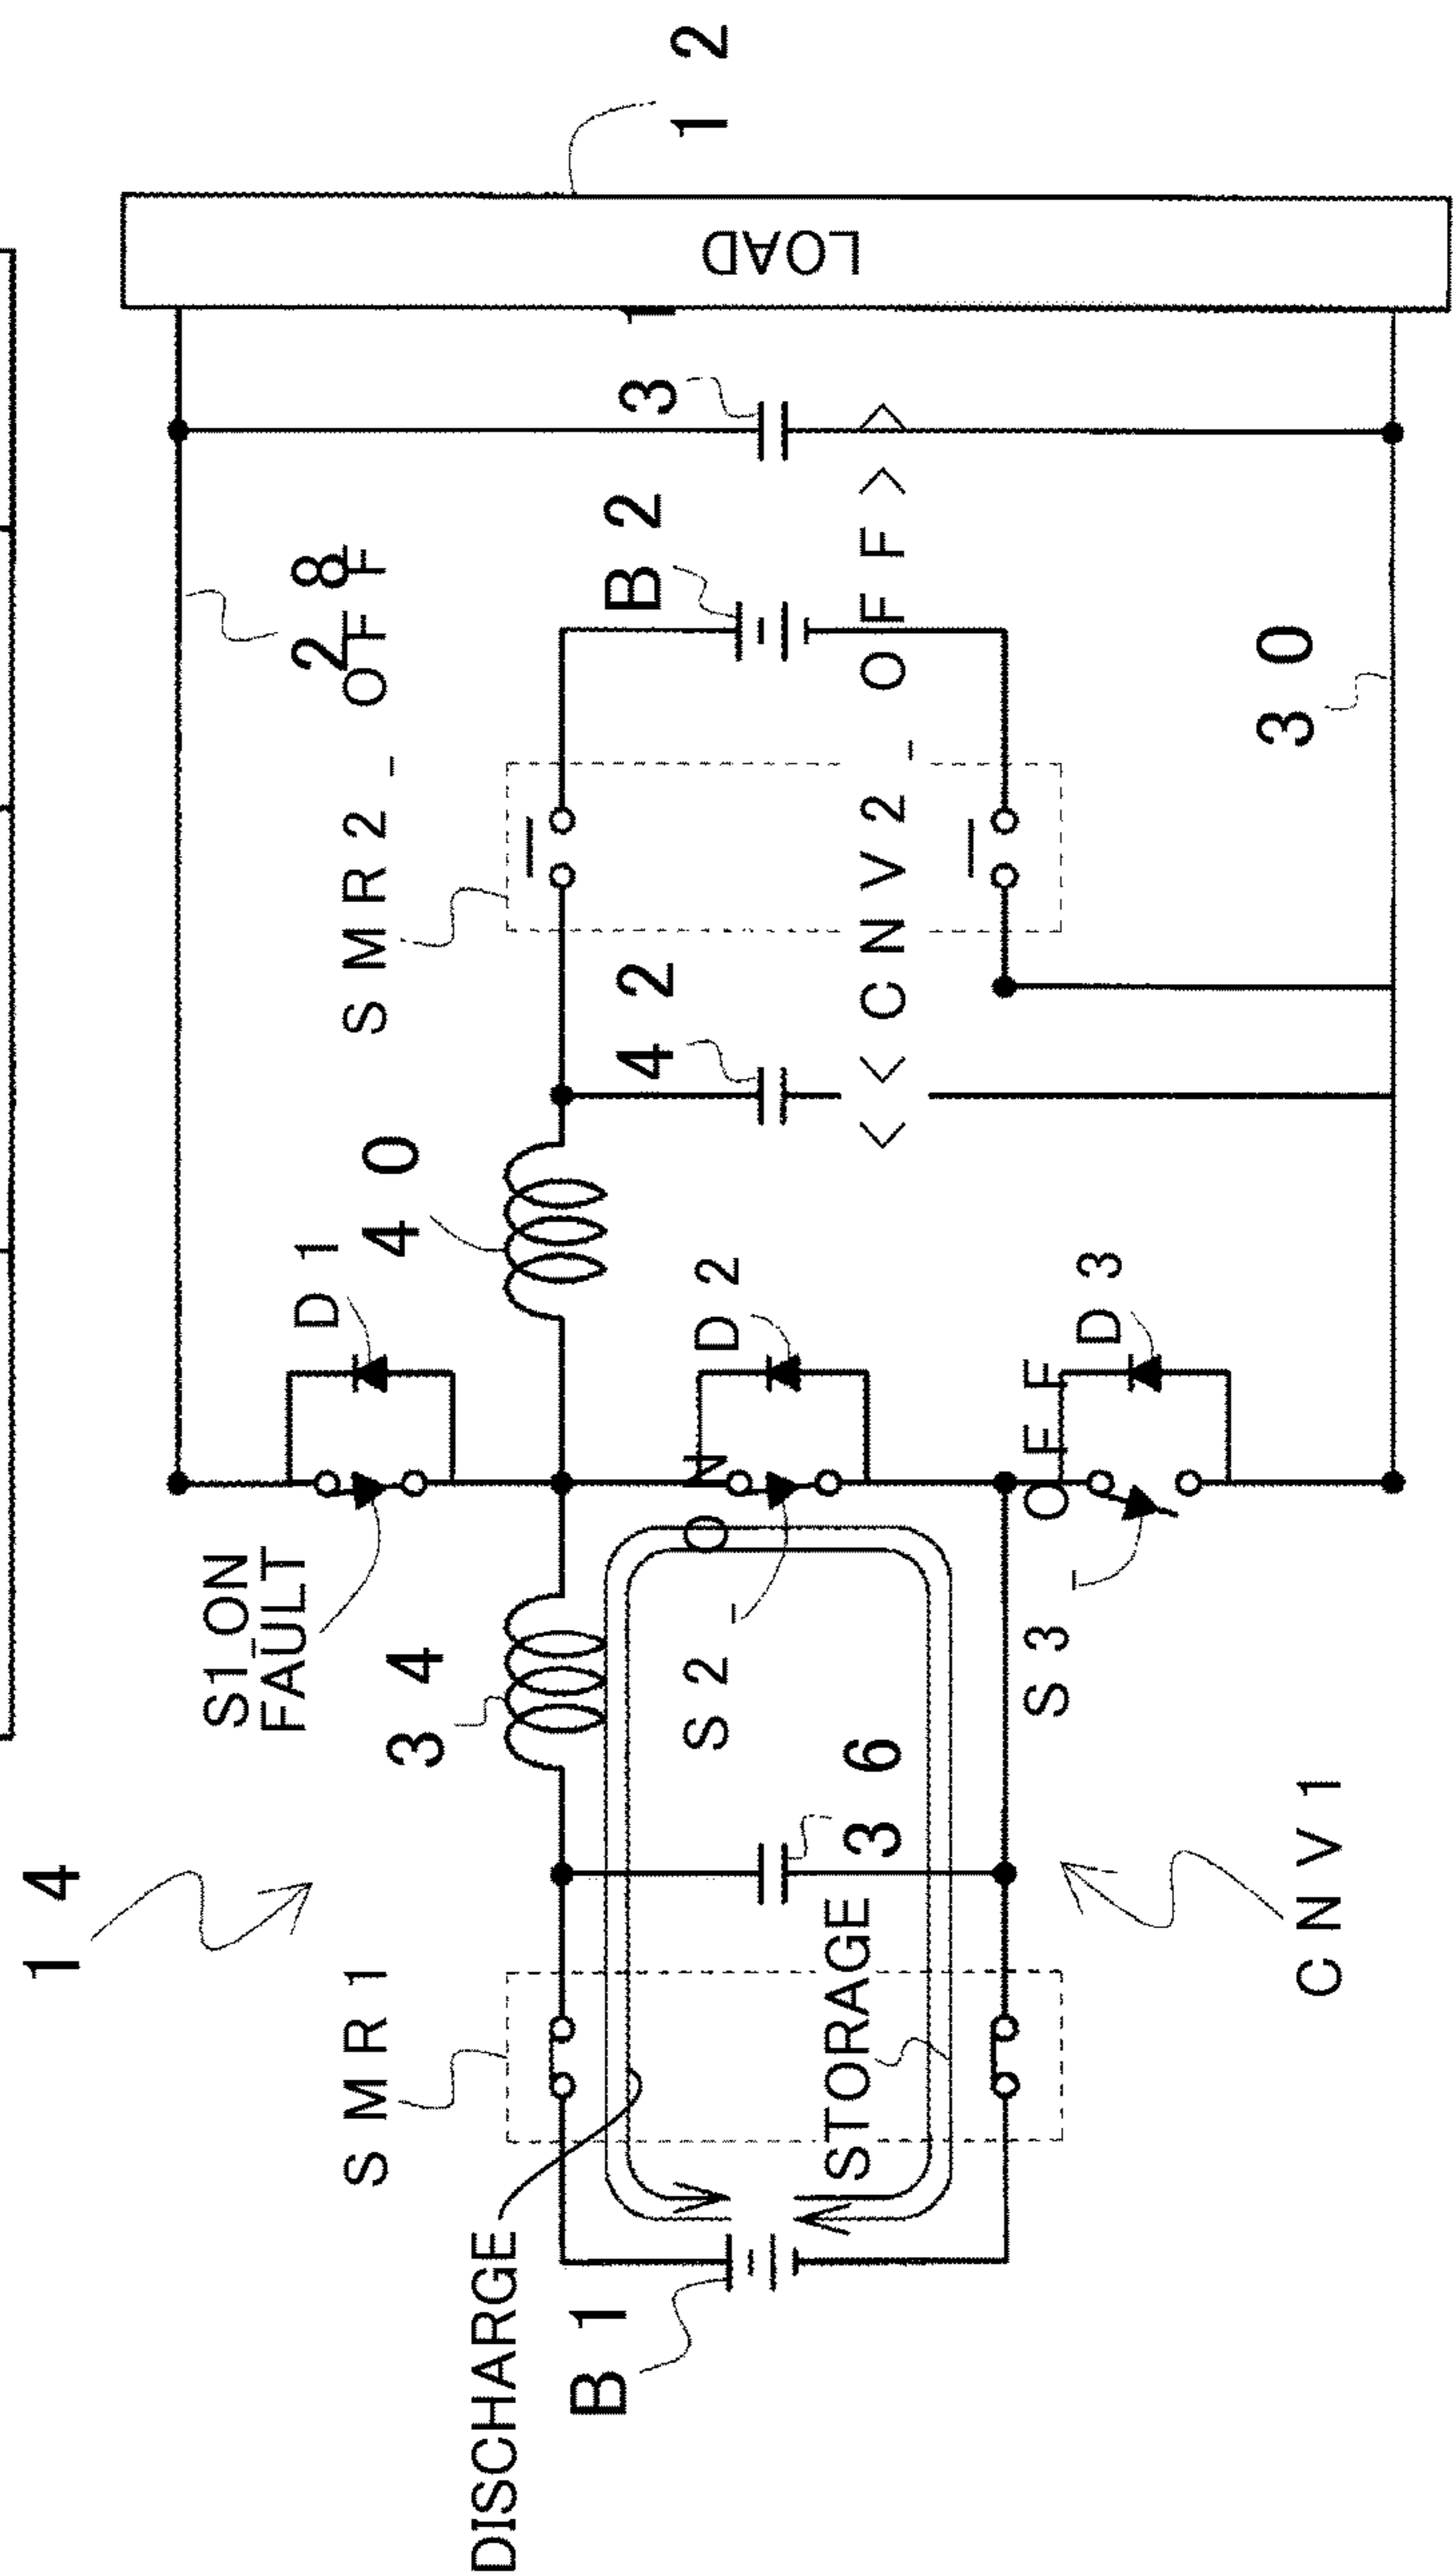 14
12
LOAD
28
SMR2_OFF
31
B2
<<CNV2_OFF>>
30
42
40
D1
D2
D3
S1_ON
FAULT
34
S2_ON
S3_OFF
36
SMR1
STORAGE
CNV1
DISCHARGE
B1